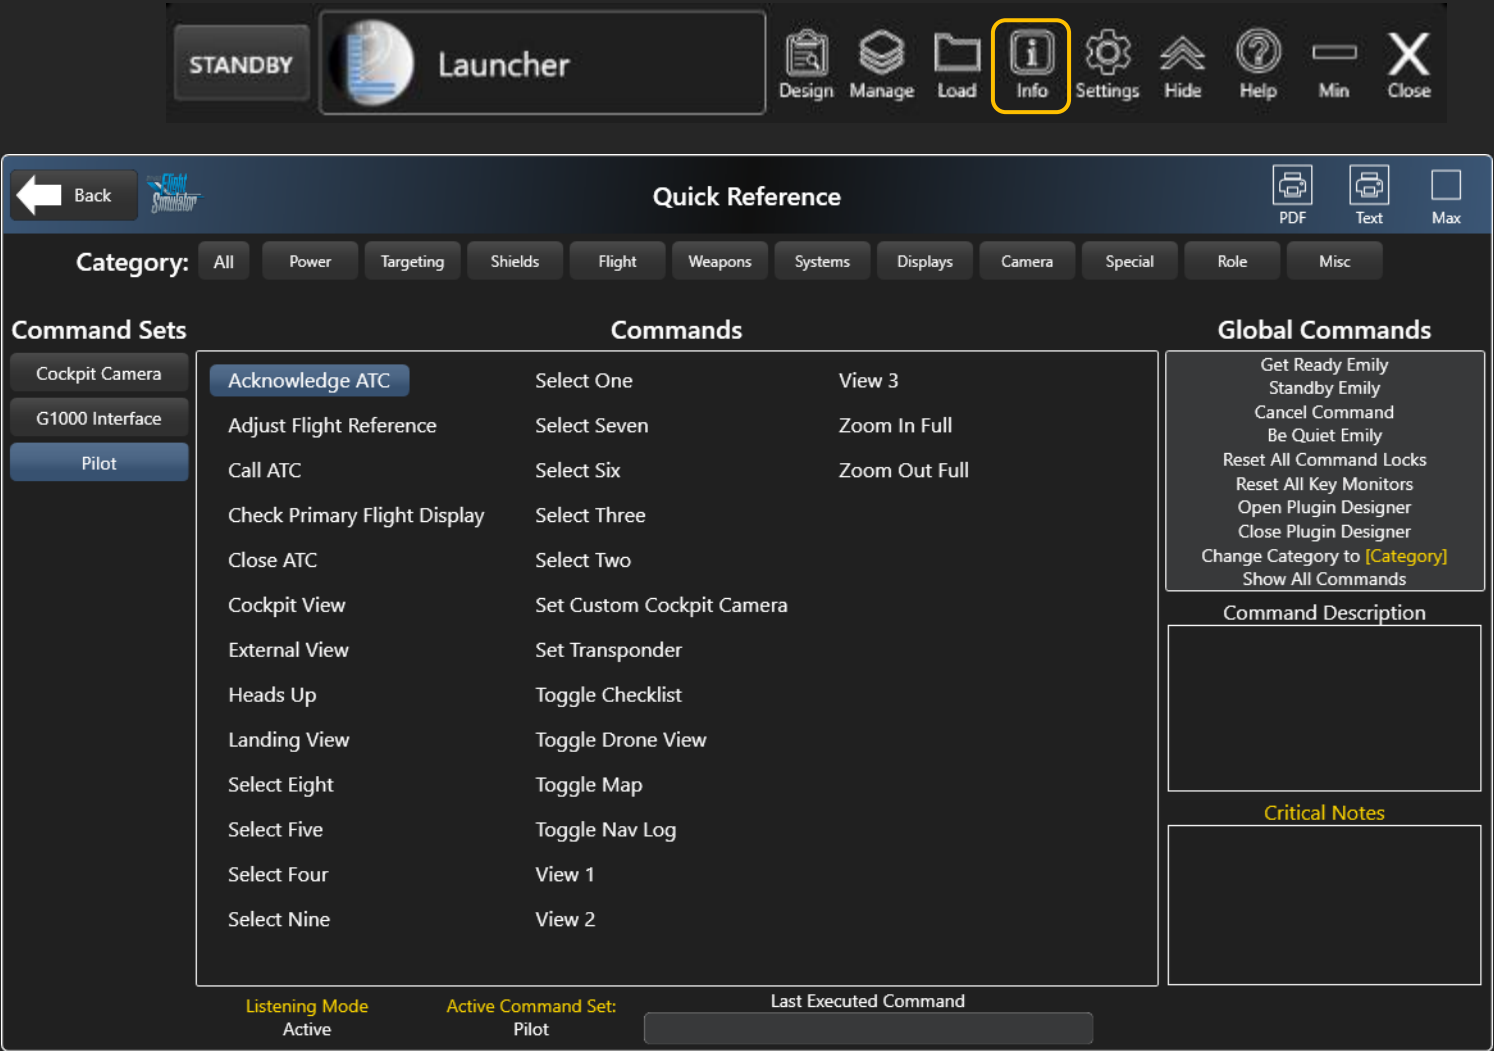 STANDBY
Launcher
Design
Manage
Load
Info
Settings
Hide
Help
Min
Close
Back
Flight
Simulator
Quick Reference
PDF
Text
Max
Category:
All
Power
Targeting
Shields
Flight
Weapons
Systems
Displays
Camera
Special
Role
Misc
Command Sets
Cockpit Camera
G1000 Interface
Pilot
Commands
Acknowledge ATC
Adjust Flight Reference
Call ATC
Check Primary Flight Display
Close ATC
Cockpit View
External View
Heads Up
Landing View
Select Eight
Select Five
Select Four
Select Nine
Select One
Select Seven
Select Six
Select Three
Select Two
Set Custom Cockpit Camera
Set Transponder
Toggle Checklist
Toggle Drone View
Toggle Map
Toggle Nav Log
View 1
View 2
View 3
Zoom In Full
Zoom Out Full
Global Commands
Get Ready Emily
Standby Emily
Cancel Command
Be Quiet Emily
Reset All Command Locks
Reset All Key Monitors
Open Plugin Designer
Close Plugin Designer
Change Category to [Category]
Show All Commands
Command Description
Critical Notes
Listening Mode
Active
Active Command Set:
Pilot
Last Executed Command